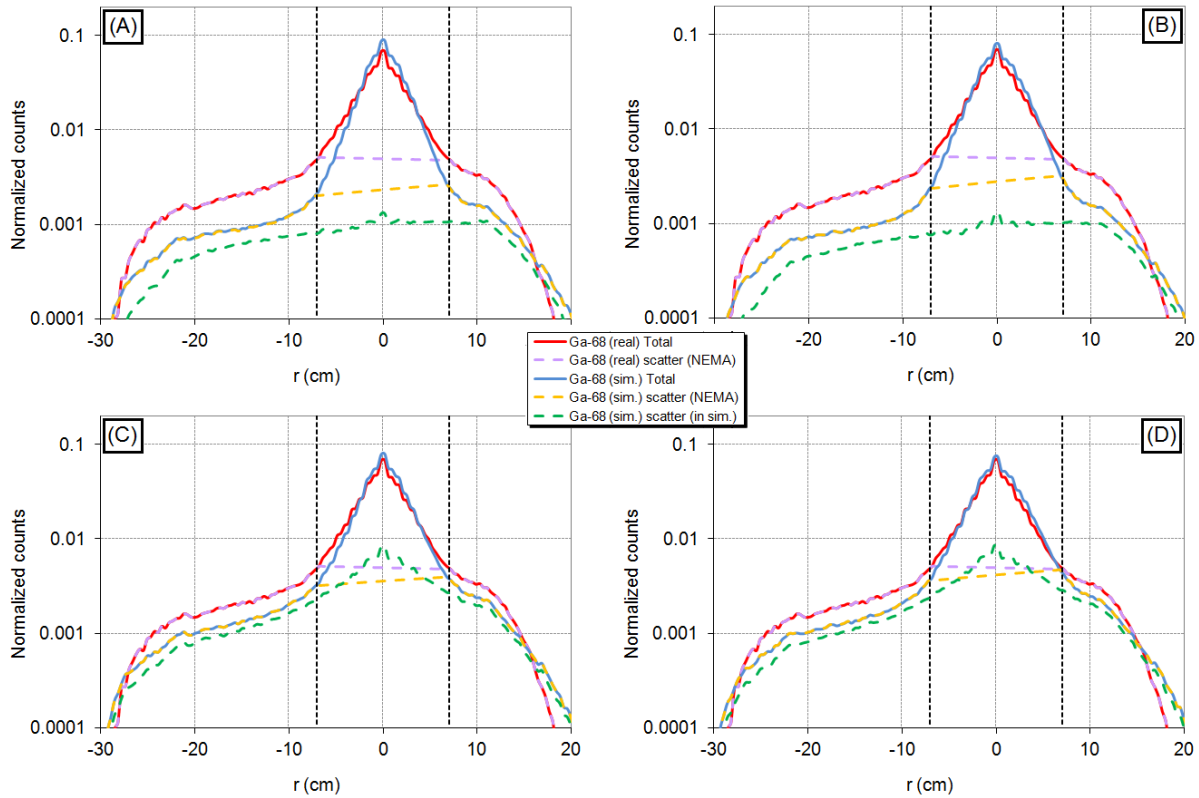 (A)
0.1
0.01
0.001
0.0001
Normalized counts
-30 -20 -10 0 10 20
r (cm)
(B)
0.1
0.01
0.001
0.0001
Normalized counts
-30 -20 -10 0 10 20
r (cm)
Ga-68 (real) Total
Ga-68 (real) scatter (NEMA)
Ga-68 (sim.) Total
Ga-68 (sim.) scatter (NEMA)
Ga-68 (sim.) scatter (in sim.)
(C)
0.1
0.01
0.001
0.0001
Normalized counts
-30 -20 -10 0 10 20
r (cm)
(D)
0.1
0.01
0.001
0.0001
Normalized counts
-30 -20 -10 0 10 20
r (cm)